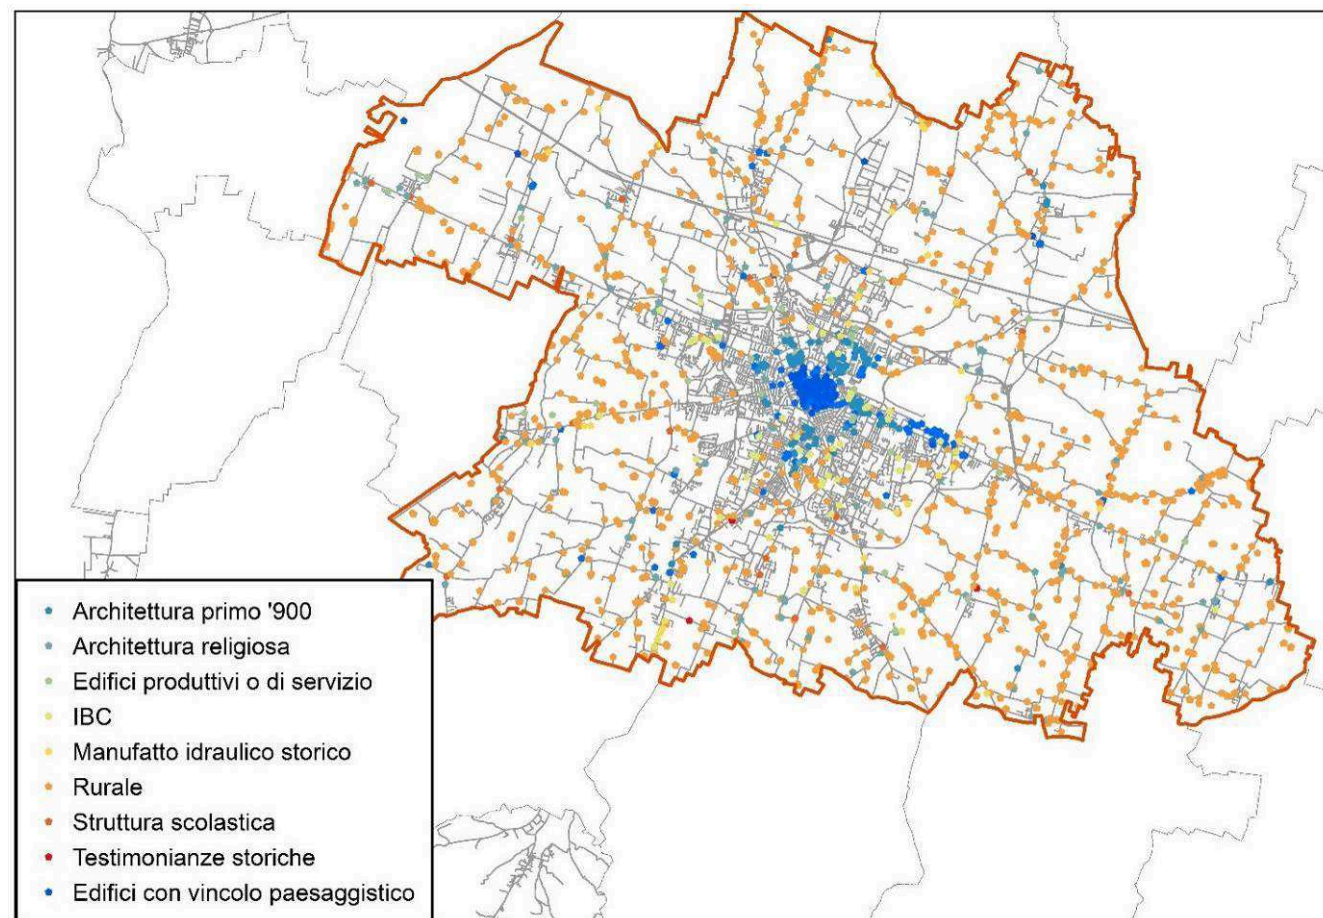 Architettura primo '900
Architettura religiosa
Edifici produttivi o di servizio
IBC
Manufatto idraulico storico
Rurale
Struttura scolastica
Testimonianze storiche
Edifici con vincolo paesaggistico